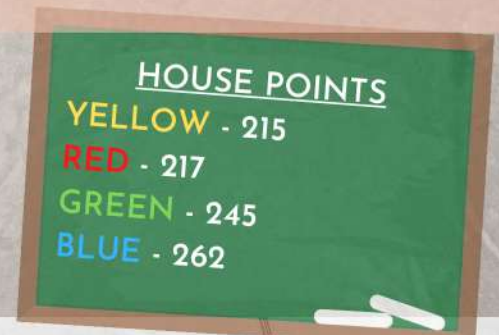 HOUSE POINTS
YELLOW - 215
RED - 217
GREEN - 245
BLUE - 262